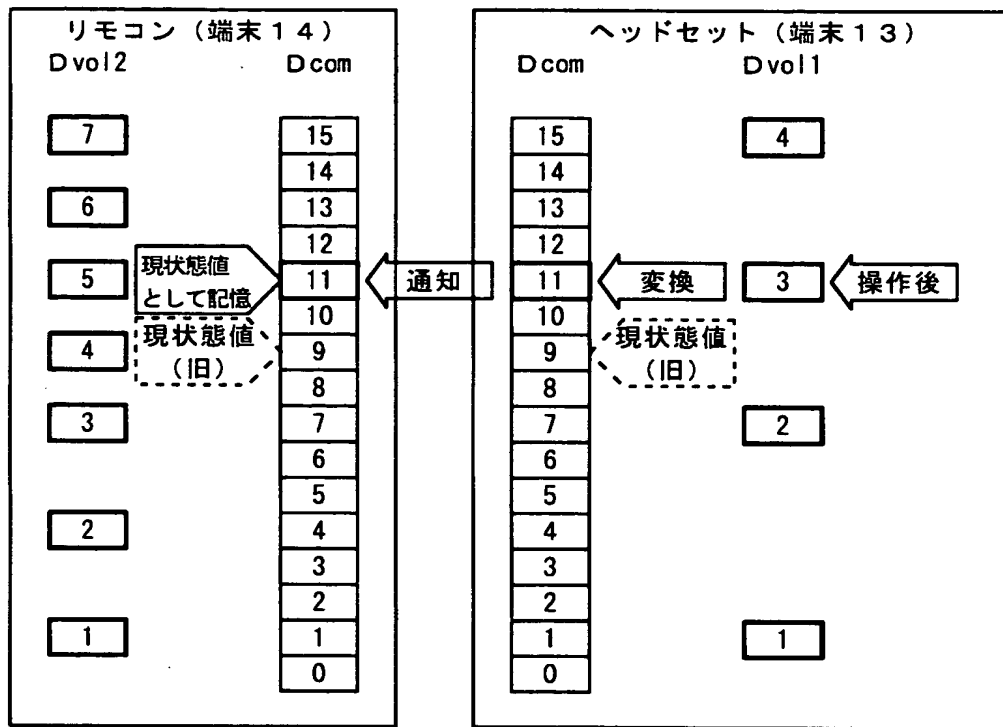 リモコン（端末１４）
Dvol2
Dcom
7
6
5
4
3
2
1
15
14
13
12
11
10
9
8
7
6
5
4
3
2
1
0
現状態値
として記憶
現状態値
（旧）
通知
ヘッドセット（端末１３）
Dcom
Dvol1
15
14
13
12
11
10
9
8
7
6
5
4
3
2
1
0
変換
現状態値
（旧）
4
3
2
1
操作後